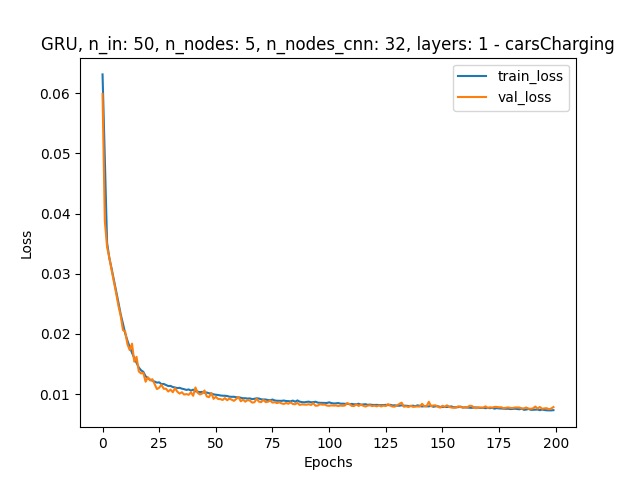 GRU, n_in: 50, n_nodes: 5, n_nodes_cnn: 32, layers: 1 - carsCharging
train_loss
val_loss
0.06
0.05
0.04
0.03
0.02
0.01
Loss
0 25 50 75 100 125 150 175 200
Epochs